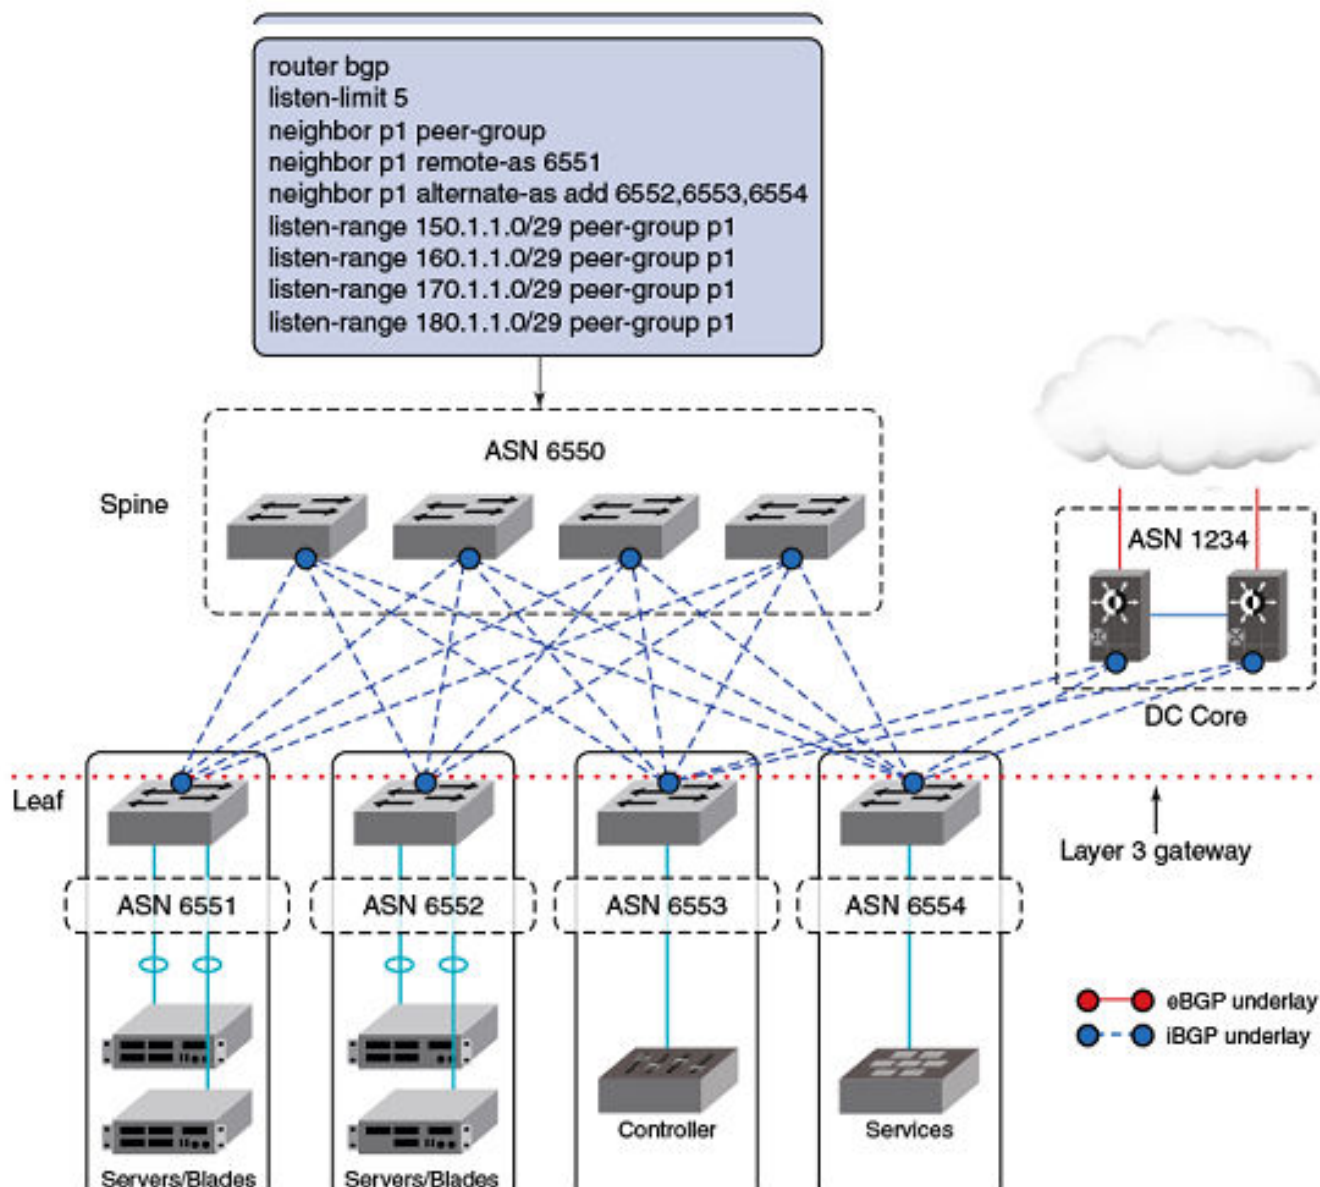 router bgp
listen-limit 5
neighbor p1 peer-group
neighbor p1 remote-as 6551
neighbor p1 alternate-as add 6552,6553,6554
listen-range 150.1.1.0/29 peer-group p1
listen-range 160.1.1.0/29 peer-group p1
listen-range 170.1.1.0/29 peer-group p1
listen-range 180.1.1.0/29 peer-group p1
ASN 6550
Spine
ASN 1234
DC Core
Leaf
Layer 3 gateway
ASN 6551
ASN 6552
ASN 6553
ASN 6554
eBGP underlay
iBGP underlay
Controller
Services
Servers/Blades
Servers/Blades